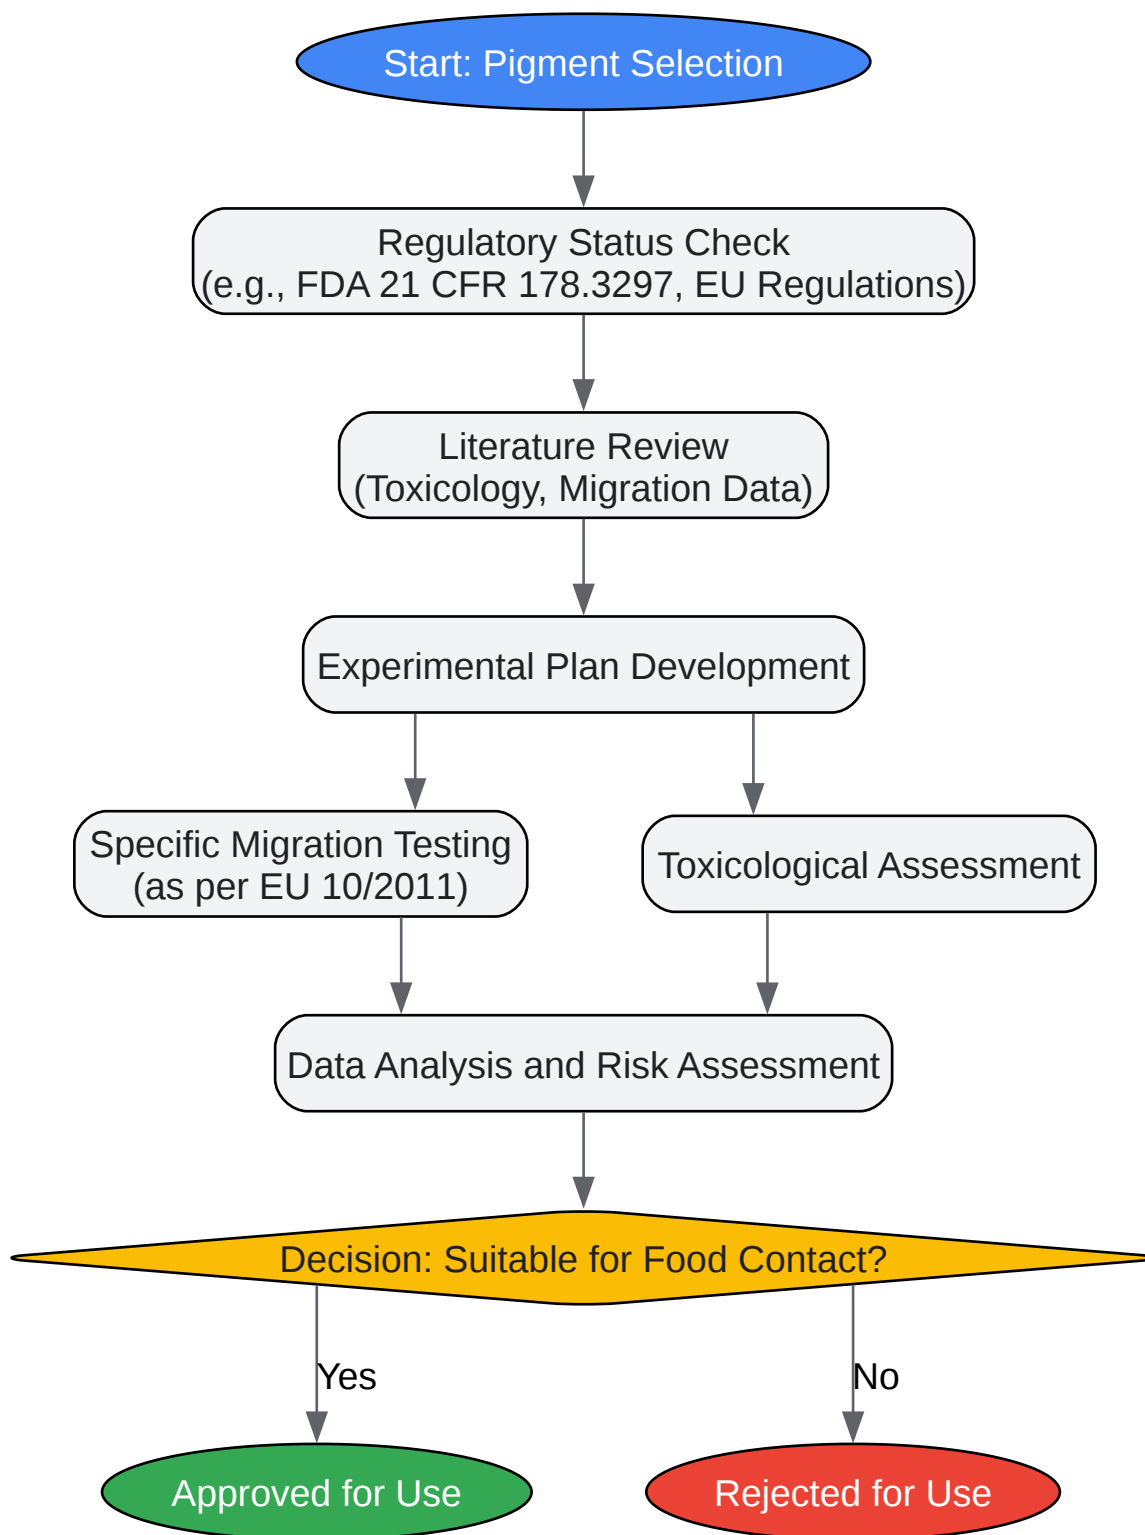 Start: Pigment Selection
Regulatory Status Check
(e.g., FDA 21 CFR 178.3297, EU Regulations)
Literature Review
(Toxicology, Migration Data)
Experimental Plan Development
Specific Migration Testing
(as per EU 10/2011)
Toxicological Assessment
Data Analysis and Risk Assessment
Decision: Suitable for Food Contact?
Yes
No
Approved for Use
Rejected for Use